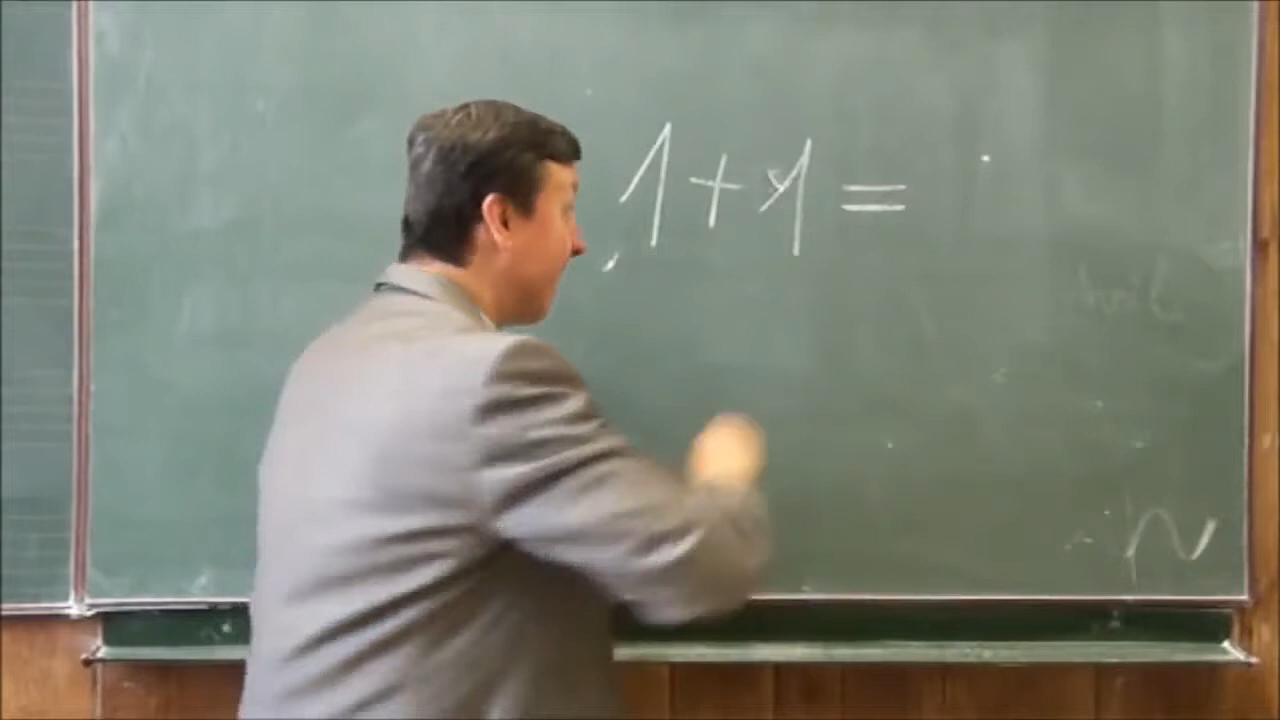 1 + 1 =